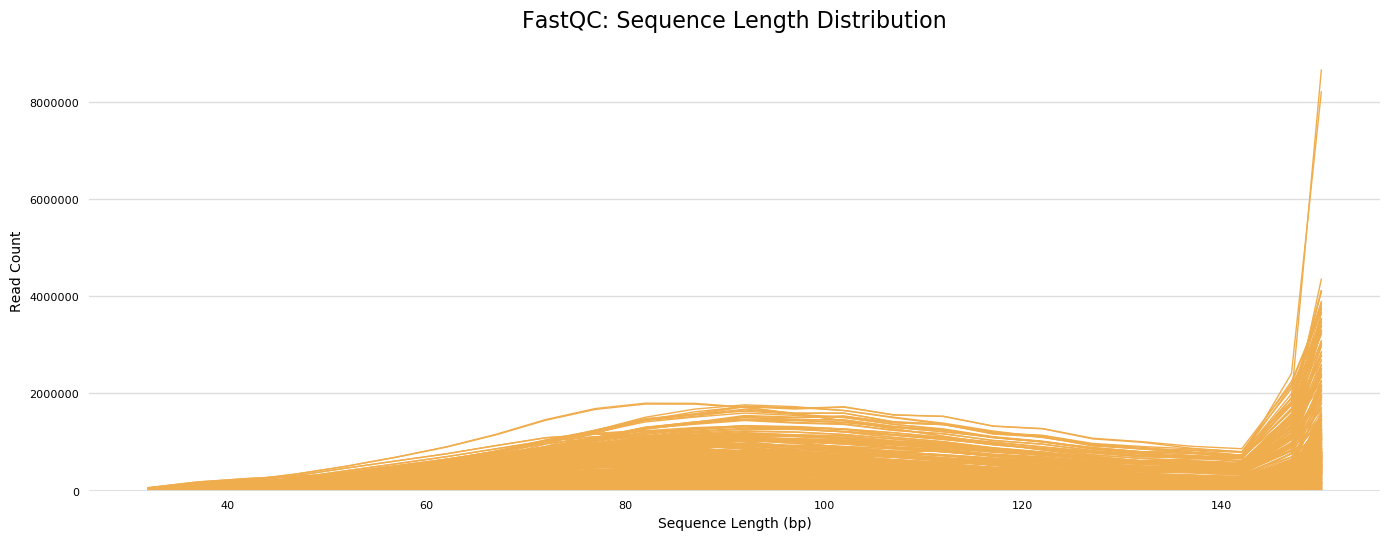 FastQC: Sequence Length Distribution
8000000
6000000
4000000
2000000
0
Read Count
40 60 80 100 120 140
Sequence Length (bp)